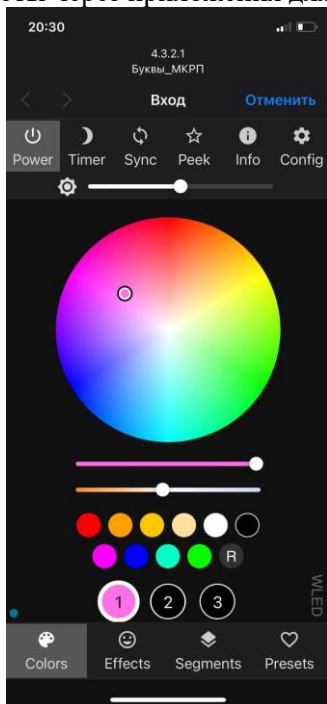 20:30
4.3.2.1
Буквы_МКРП
Вход
Отменить
Power Timer Sync Peek Info Config
R
1 2 3
WLED
Colors Effects Segments Presets